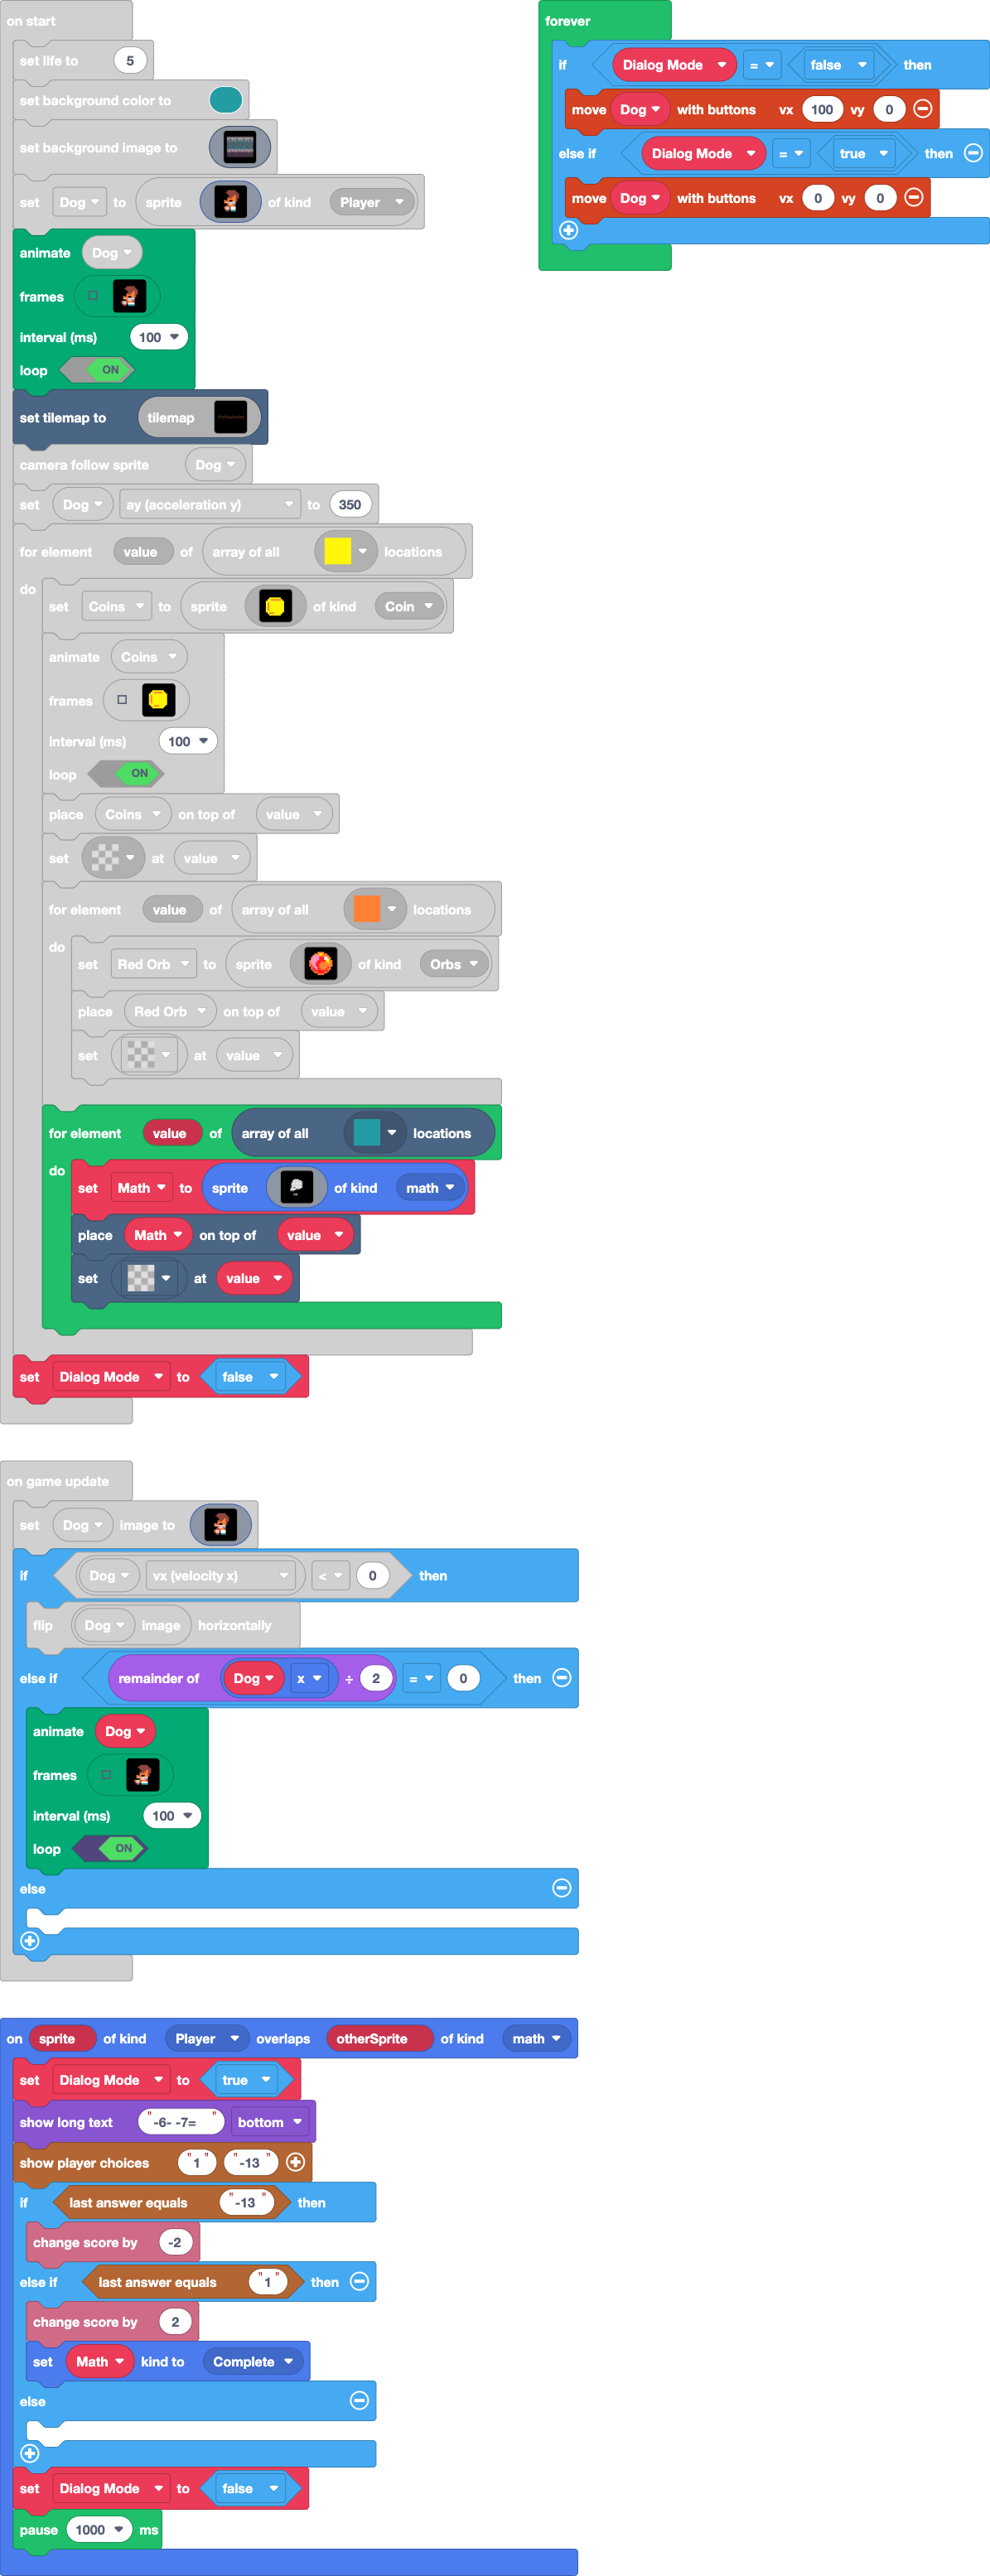 on start
set life to 5
set background color to
set background image to
set Dog to sprite of kind Player
animate Dog
frames
interval (ms) 100
loop ON
set tilemap to tilemap
camera follow sprite Dog
set Dog ay (acceleration y) to 350
for element value of array of all locations
do
set Coins to sprite of kind Coin
animate Coins
frames
interval (ms) 100
loop ON
place Coins on top of value
set at value
for element value of array of all locations
do
set Red Orb to sprite of kind Orbs
place Red Orb on top of value
set at value
for element value of array of all locations
do
set Math to sprite of kind math
place Math on top of value
set at value
set Dialog Mode to false
on game update
set Dog image to
if Dog vx (velocity x) < 0 then
flip Dog image horizontally
else if remainder of Dog x ÷ 2 = 0 then
animate Dog
frames
interval (ms) 100
loop ON
else
on sprite of kind Player overlaps otherSprite of kind math
set Dialog Mode to true
show long text "-6- -7= " bottom
show player choices "1" "-13"
if last answer equals "-13" then
change score by -2
else if last answer equals "1" then
change score by 2
set Math kind to Complete
else
set Dialog Mode to false
pause 1000 ms
forever
if Dialog Mode = false then
move Dog with buttons vx 100 vy 0
else if Dialog Mode = true then
move Dog with buttons vx 0 vy 0